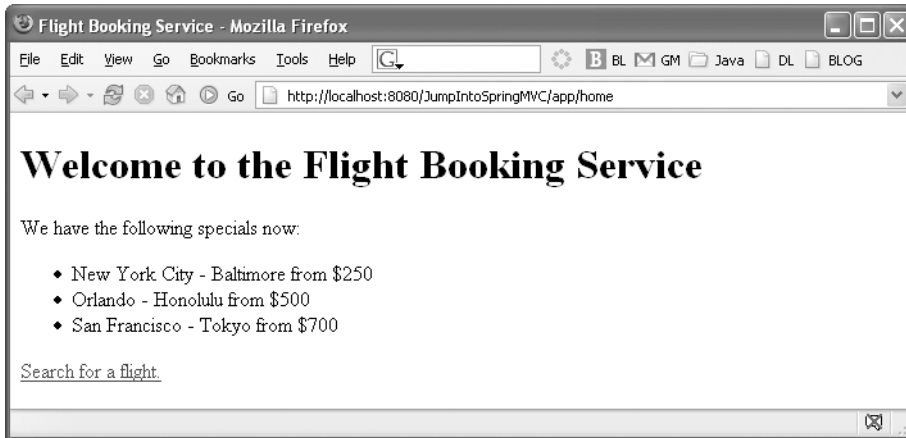 Flight Booking Service - Mozilla Firefox
File Edit View Go Bookmarks Tools Help G B BL GM Java DL BLOG
Go http://localhost:8080/JumpIntoSpringMVC/app/home
Welcome to the Flight Booking Service
We have the following specials now:
• New York City - Baltimore from $250
• Orlando - Honolulu from $500
• San Francisco - Tokyo from $700
Search for a flight.